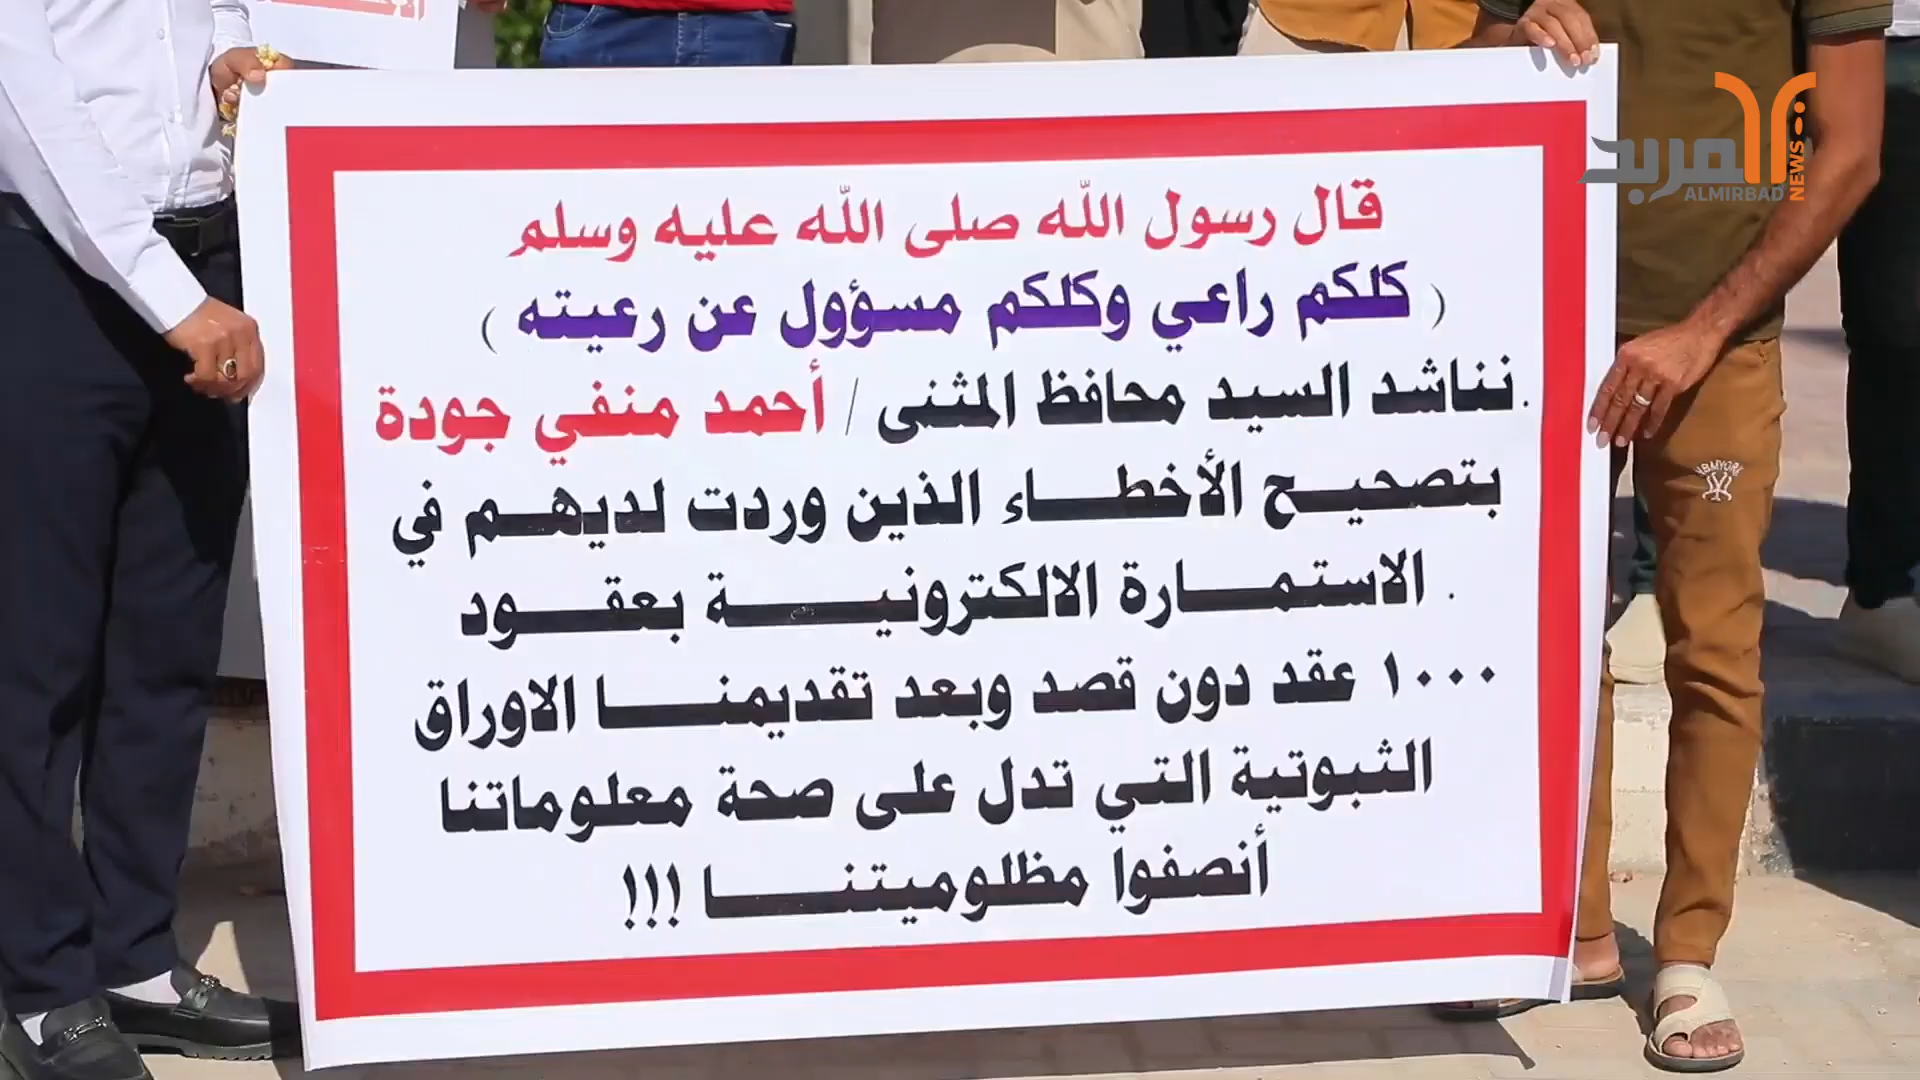 قال رسول الله صلى الله عليه وسلم
( كلكم راعي وكلكم مسؤول عن رعيته )
.نناشد السيد محافظ المثنى / أحمد منفي جودة
بتصحيح الأخطاء الذين وردت لديهم في
. الاستمارة الالكترونية بعقود
١٠٠٠ عقد دون قصد وبعد تقديمنا الاوراق
الثبوتية التي تدل على صحة معلوماتنا
أنصفوا مظلوميتنا !!!
المربد
ALMIRBAD
NEWS